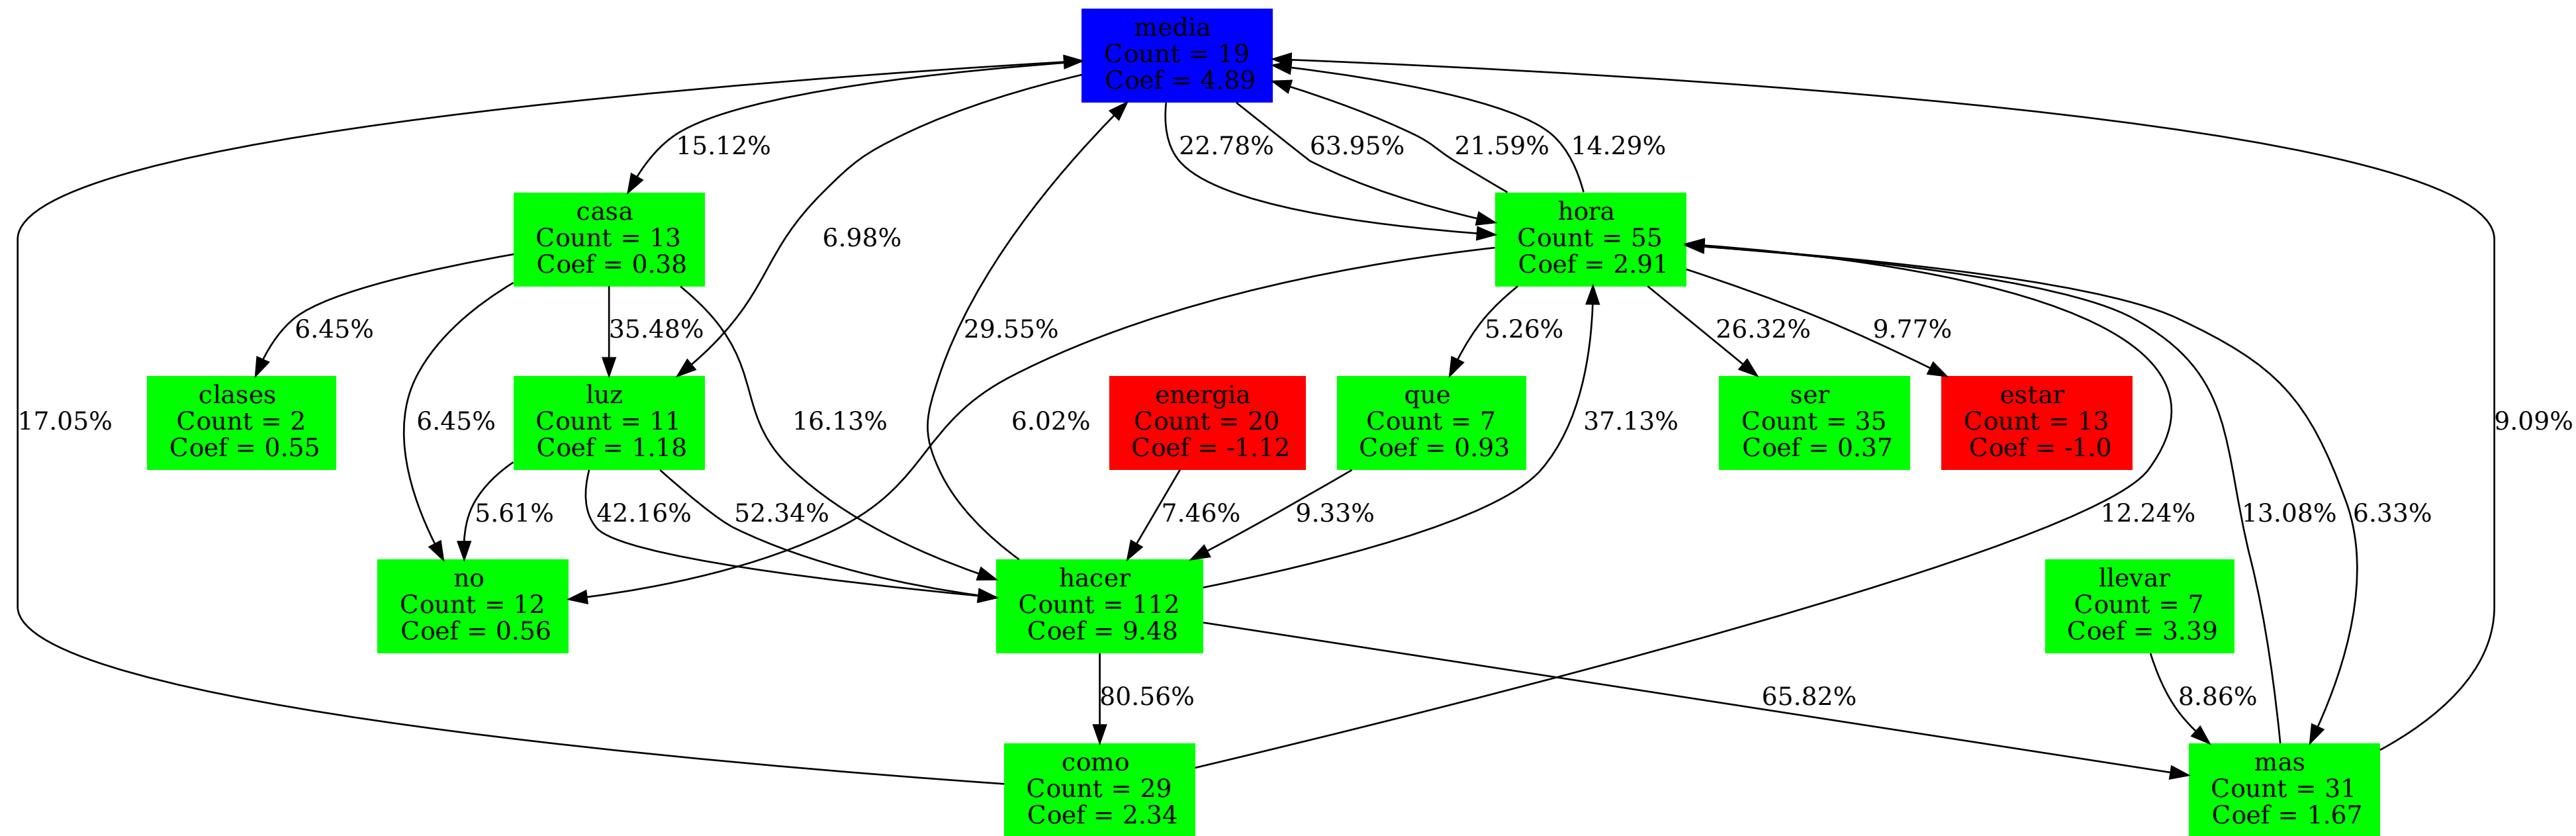 media
Count = 19
Coef = 4.89
15.12%
22.78%
63.95%
21.59%
14.29%
casa
Count = 13
Coef = 0.38
6.98%
hora
Count = 55
Coef = 2.91
6.45%
35.48%
29.55%
5.26%
26.32%
9.77%
17.05%
clases
Count = 2
Coef = 0.55
6.45%
luz
Count = 11
Coef = 1.18
16.13%
6.02%
energia
Count = 20
Coef = -1.12
que
Count = 7
Coef = 0.93
37.13%
ser
Count = 35
Coef = 0.37
estar
Count = 13
Coef = -1.0
9.09%
5.61%
42.16%
52.34%
7.46%
9.33%
12.24%
13.08%
6.33%
no
Count = 12
Coef = 0.56
hacer
Count = 112
Coef = 9.48
llevar
Count = 7
Coef = 3.39
80.56%
65.82%
8.86%
como
Count = 29
Coef = 2.34
mas
Count = 31
Coef = 1.67